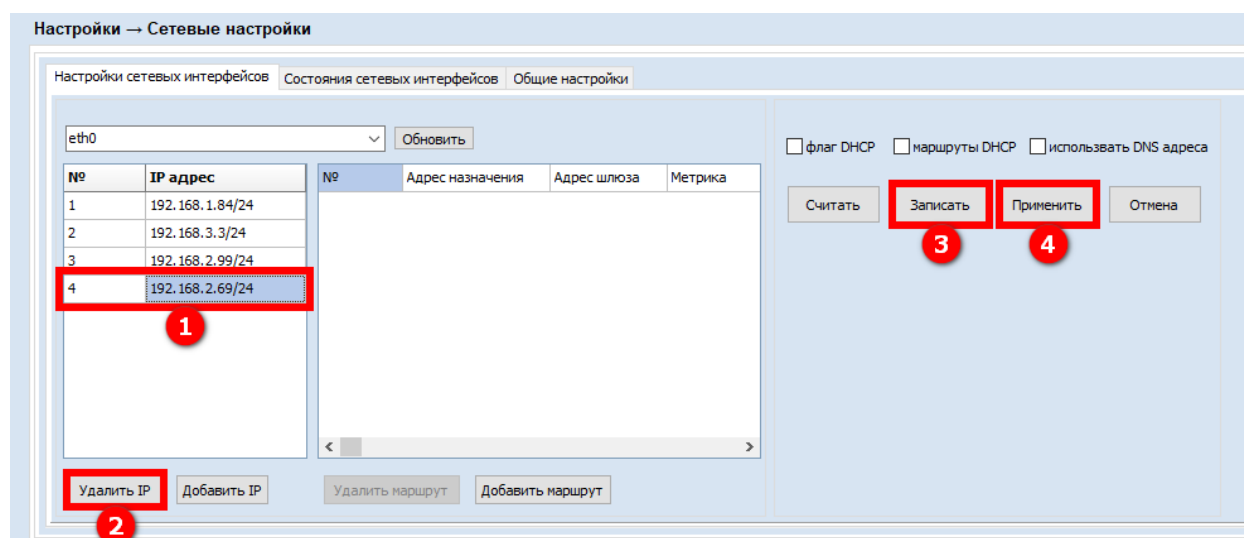 Настройки → Сетевые настройки
Настройки сетевых интерфейсов Состояния сетевых интерфейсов Общие настройки
eth0 Обновить
флаг DHCP маршруты DHCP использвать DNS адреса
№ IP адрес № Адрес назначения Адрес шлюза Метрика
1 192.168.1.84/24
Считать Записать Применить Отмена
2 192.168.3.3/24
3 4
3 192.168.2.99/24
4 192.168.2.69/24
1
Удалить IP Добавить IP Удалить маршрут Добавить маршрут
2